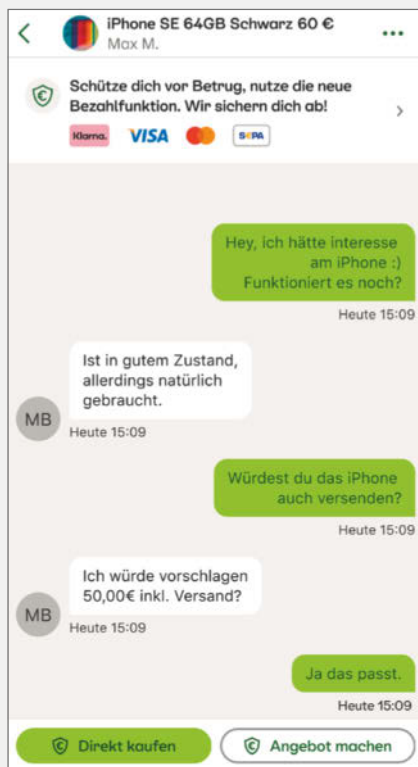 iPhone SE 64GB Schwarz 60 €
Max M.
Schütze dich vor Betrug, nutze die neue
Bezahlfunktion. Wir sichern dich ab!
Klarna. VISA SEPA
Hey, ich hätte interesse
am iPhone :)
Funktioniert es noch?
Heute 15:09
Ist in gutem Zustand,
allerdings natürlich
gebraucht.
MB
Heute 15:09
Würdest du das iPhone
auch versenden?
Heute 15:09
Ich würde vorschlagen
50,00€ inkl. Versand?
MB
Heute 15:09
Ja das passt.
Heute 15:09
Direkt kaufen
Angebot machen